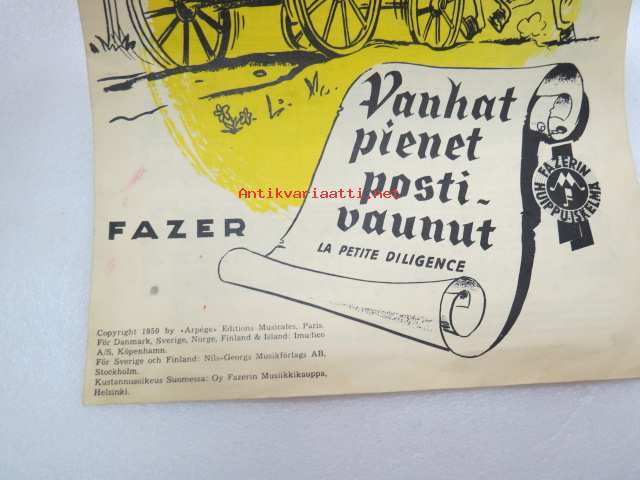 Vanhat
pienet
posti-
vaunut
LA PETITE DILIGENCE
FAZERIN
HUIPPUISKELMÄ
Antikvariaatti.net
FAZER
Copyright 1950 by «Arpège» Editions Musicales, Paris.
För Danmark, Sverige, Norge, Finland & Island: Imudico
A/S, Köpenhamn.
För Sverige och Finland: Nils-Georgs Musikförlags AB,
Stockholm.
Kustannusoikeus Suomessa: Oy Fazerin Musiikkikauppa,
Helsinki.